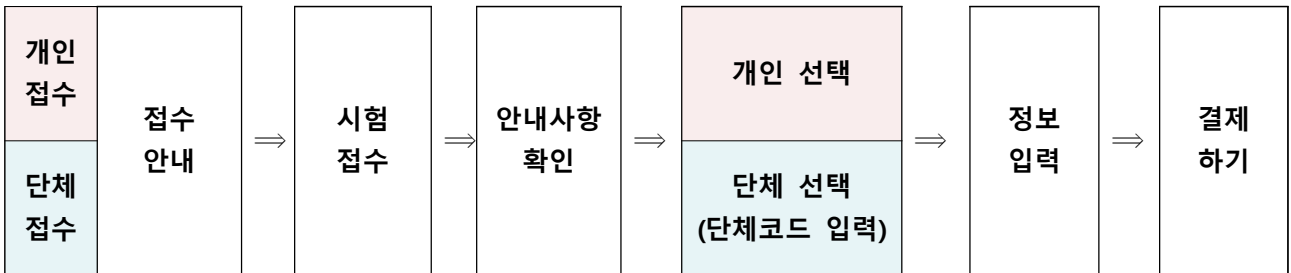 개인
접수
단체
접수
접수
안내
⇒
시험
접수
⇒
안내사항
확인
⇒
개인 선택
단체 선택
(단체코드 입력)
⇒
정보
입력
⇒
결제
하기